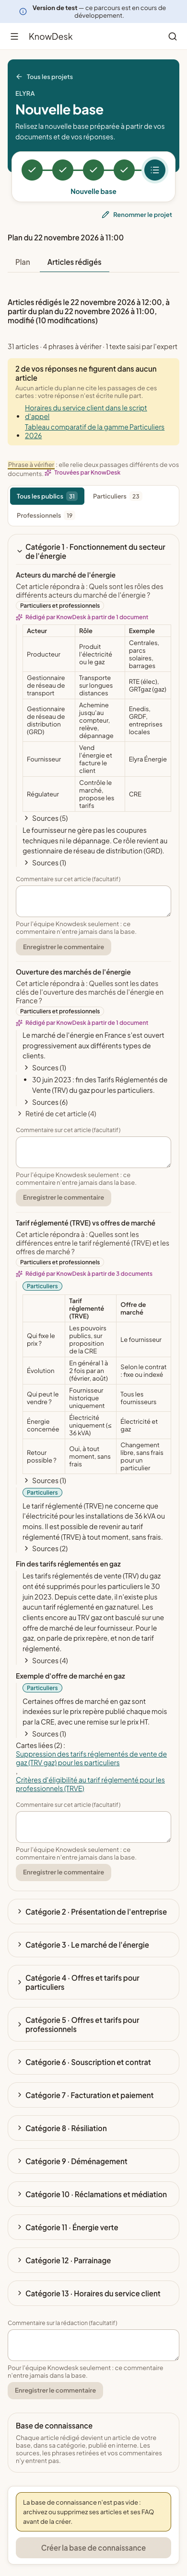 Version de test — ce parcours est en cours de
développement.
KnowDesk
Tous les projets
ELYRA
Nouvelle base
Relisez la nouvelle base préparée à partir de vos
documents et de vos réponses.
Nouvelle base
Renommer le projet
Plan du 22 novembre 2026 à 11:00
Plan
Articles rédigés
Articles rédigés le 22 novembre 2026 à 12:00, à
partir du plan du 22 novembre 2026 à 11:00,
modifié (10 modifications)
31 articles · 4 phrases à vérifier · 1 texte saisi par l'expert
2 de vos réponses ne figurent dans aucun
article
Aucun article du plan ne cite les passages de ces
cartes : votre réponse n'est écrite nulle part.
Horaires du service client dans le script
d'appel
Tableau comparatif de la gamme Particuliers
2026
Phrase à vérifier : elle relie deux passages différents de vos
documents. Trouvées par KnowDesk
Tous les publics 31
Particuliers 23
Professionnels 19
Catégorie 1 · Fonctionnement du secteur
de l'énergie
Acteurs du marché de l'énergie
Cet article répondra à : Quels sont les rôles des
différents acteurs du marché de l'énergie ?
Particuliers et professionnels
Rédigé par KnowDesk à partir de 1 document
Acteur Rôle Exemple
Producteur Produit l'électricité ou le gaz Centrales, parcs solaires, barrages
Gestionnaire de réseau de transport Transporte sur longues distances RTE (élec), GRTgaz (gaz)
Gestionnaire de réseau de distribution (GRD) Achemine jusqu'au compteur, relève, dépannage Enedis, GRDF, entreprises locales
Fournisseur Vend l'énergie et facture le client Elyra Énergie
Régulateur Contrôle le marché, propose les tarifs CRE
Sources (5)
Le fournisseur ne gère pas les coupures
techniques ni le dépannage. Ce rôle revient au
gestionnaire de réseau de distribution (GRD).
Sources (1)
Commentaire sur cet article (facultatif)
Pour l'équipe Knowdesk seulement : ce
commentaire n'entre jamais dans la base.
Enregistrer le commentaire
Ouverture des marchés de l'énergie
Cet article répondra à : Quelles sont les dates
clés de l'ouverture des marchés de l'énergie en
France ?
Particuliers et professionnels
Rédigé par KnowDesk à partir de 1 document
Le marché de l'énergie en France s'est ouvert
progressivement aux différents types de
clients.
Sources (1)
30 juin 2023 : fin des Tarifs Réglementés de
Vente (TRV) du gaz pour les particuliers.
Sources (6)
Retiré de cet article (4)
Commentaire sur cet article (facultatif)
Pour l'équipe Knowdesk seulement : ce
commentaire n'entre jamais dans la base.
Enregistrer le commentaire
Tarif réglementé (TRVE) vs offres de marché
Cet article répondra à : Quelles sont les
différences entre le tarif réglementé (TRVE) et les
offres de marché ?
Particuliers et professionnels
Rédigé par KnowDesk à partir de 3 documents
Particuliers
Tarif réglementé (TRVE) Offre de marché
Qui fixe le prix ? Les pouvoirs publics, sur proposition de la CRE Le fournisseur
Évolution En général 1 à 2 fois par an (février, août) Selon le contrat : fixe ou indexé
Qui peut le vendre ? Fournisseur historique uniquement Tous les fournisseurs
Énergie concernée Électricité uniquement (≤ 36 kVA) Électricité et gaz
Retour possible ? Oui, à tout moment, sans frais Changement libre, sans frais pour un particulier
Sources (1)
Particuliers
Le tarif réglementé (TRVE) ne concerne que
l'électricité pour les installations de 36 kVA ou
moins. Il est possible de revenir au tarif
réglementé (TRVE) à tout moment, sans frais.
Sources (2)
Fin des tarifs réglementés en gaz
Les tarifs réglementés de vente (TRV) du gaz
ont été supprimés pour les particuliers le 30
juin 2023. Depuis cette date, il n'existe plus
aucun tarif réglementé en gaz naturel. Les
clients encore au TRV gaz ont basculé sur une
offre de marché de leur fournisseur. Pour le
gaz, on parle de prix repère, et non de tarif
réglementé.
Sources (4)
Exemple d'offre de marché en gaz
Particuliers
Certaines offres de marché en gaz sont
indexées sur le prix repère publié chaque mois
par la CRE, avec une remise sur le prix HT.
Sources (1)
Cartes liées (2) :
Suppression des tarifs réglementés de vente de
gaz (TRV gaz) pour les particuliers
,
Critères d'éligibilité au tarif réglementé pour les
professionnels (TRVE)
Commentaire sur cet article (facultatif)
Pour l'équipe Knowdesk seulement : ce
commentaire n'entre jamais dans la base.
Enregistrer le commentaire
Catégorie 2 · Présentation de l'entreprise
Catégorie 3 · Le marché de l'énergie
Catégorie 4 · Offres et tarifs pour
particuliers
Catégorie 5 · Offres et tarifs pour
professionnels
Catégorie 6 · Souscription et contrat
Catégorie 7 · Facturation et paiement
Catégorie 8 · Résiliation
Catégorie 9 · Déménagement
Catégorie 10 · Réclamations et médiation
Catégorie 11 · Énergie verte
Catégorie 12 · Parrainage
Catégorie 13 · Horaires du service client
Commentaire sur la rédaction (facultatif)
Pour l'équipe Knowdesk seulement : ce commentaire
n'entre jamais dans la base.
Enregistrer le commentaire
Base de connaissance
Chaque article rédigé devient un article de votre
base, dans sa catégorie, publié en interne. Les
sources, les phrases retirées et vos commentaires
n'y entrent pas.
La base de connaissance n'est pas vide :
archivez ou supprimez ses articles et ses FAQ
avant de la créer.
Créer la base de connaissance